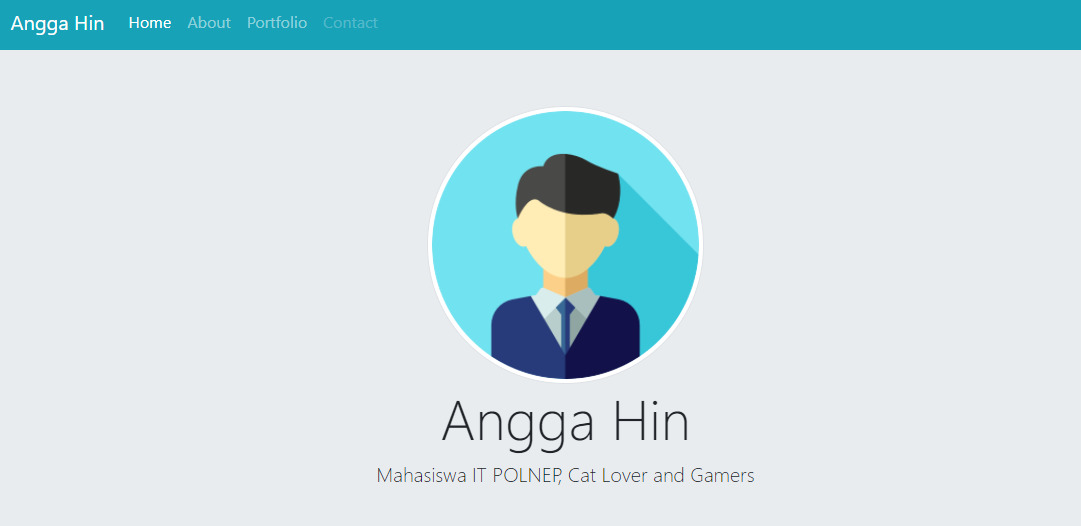 Angga Hin Home About Portfolio Contact
Angga Hin
Mahasiswa IT POLNEP, Cat Lover and Gamers